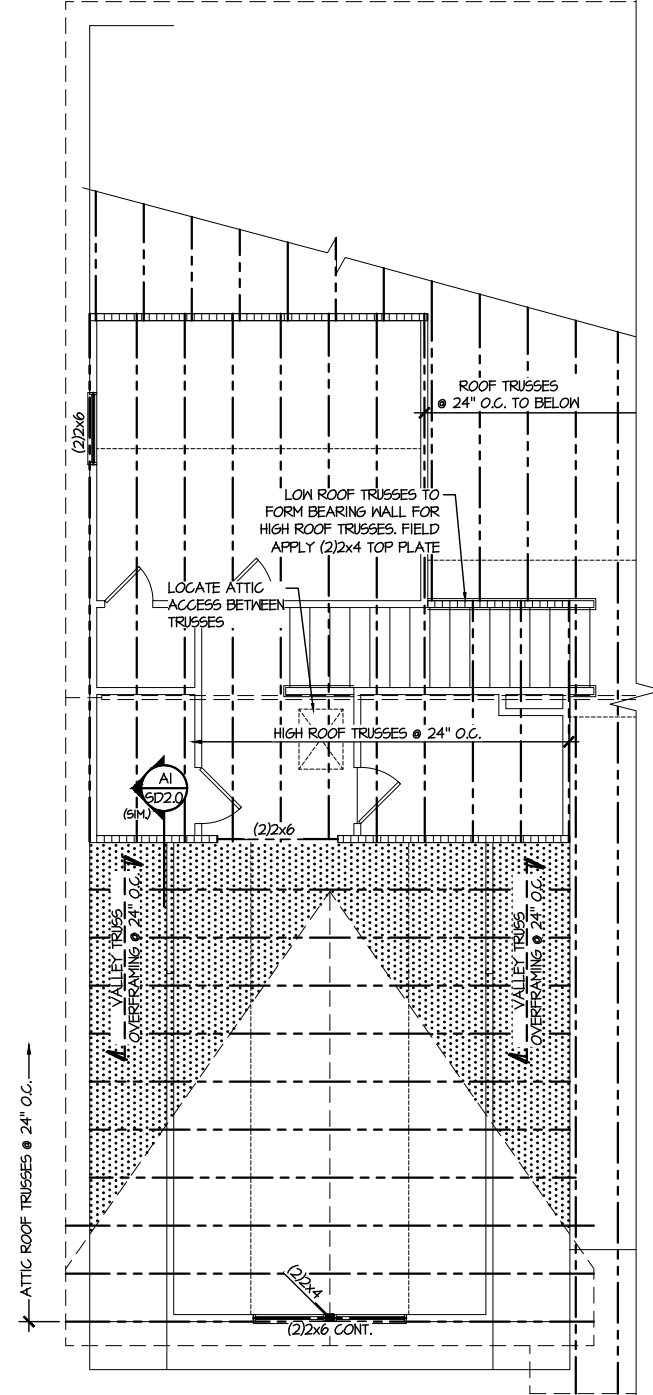 ROOF TRUSSES
@ 24" O.C. TO BELOW
(2)2x6
LOW ROOF TRUSSES TO
FORM BEARING WALL FOR
HIGH ROOF TRUSSES. FIELD
APPLY (2)2x4 TOP PLATE
LOCATE ATTIC
ACCESS BETWEEN
TRUSSES
HIGH ROOF TRUSSES @ 24" O.C.
A1
SD2.0
(SIM.)
(2)2x6
VALLEY TRUSS
OVERFRAMING @ 24" O.C.
VALLEY TRUSS
OVERFRAMING @ 24" O.C.
ATTIC ROOF TRUSSES @ 24" O.C.
(2)2x4
(2)2x6 CONT.